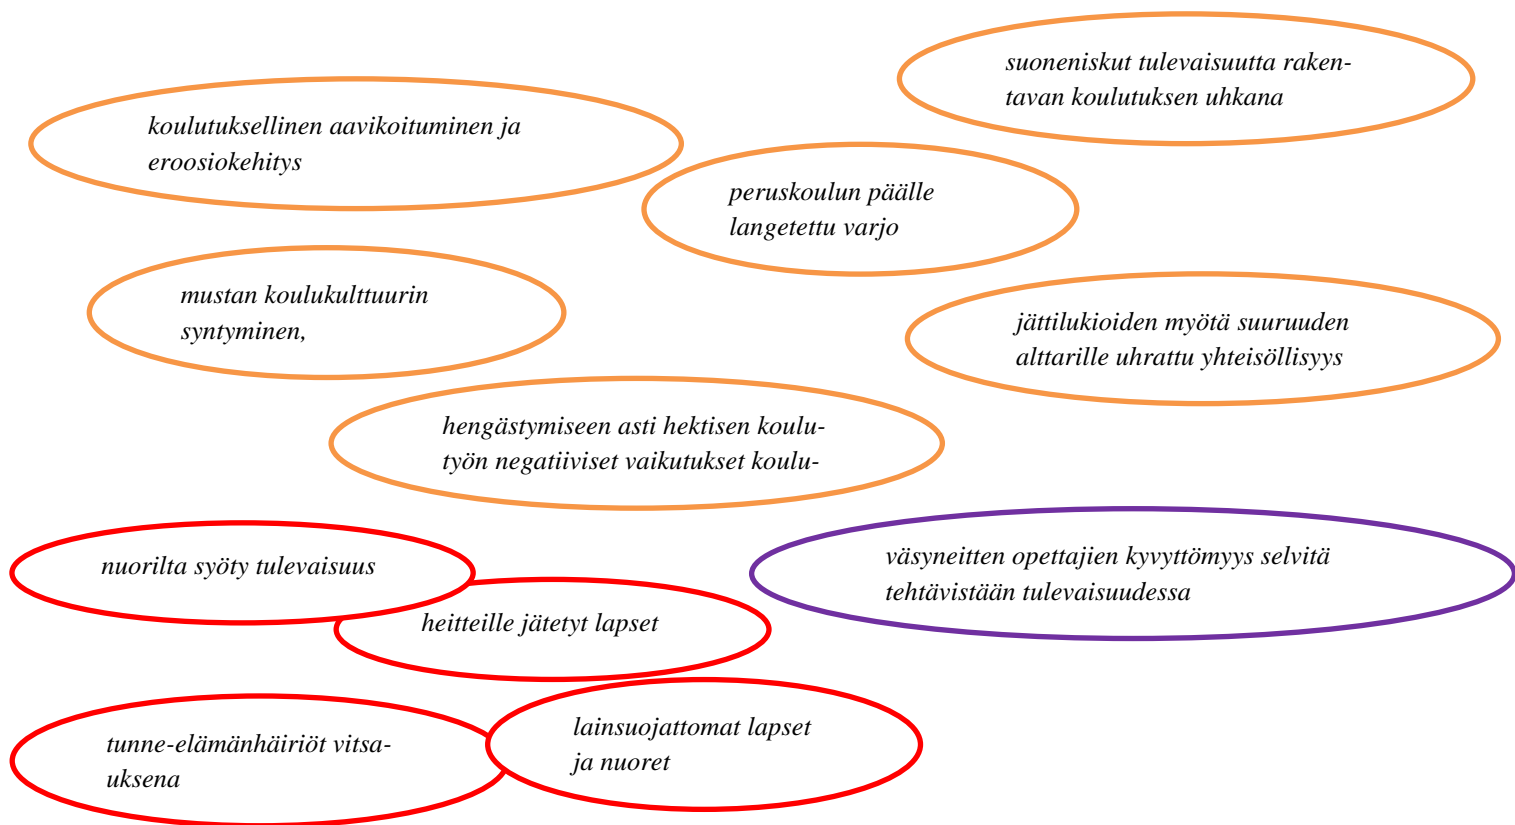 suoneniskut tulevaisuutta raken-
tavan koulutuksen uhkana
koulutuksellinen aavikoituminen ja
eroosiokehitys
peruskoulun päälle
langetettu varjo
mustan koulukulttuurin
syntyminen,
jättilukioiden myötä suuruuden
alttarille uhrattu yhteisöllisyys
hengästymiseen asti hektisen koulu-
työn negatiiviset vaikutukset koulu-
nuorilta syöty tulevaisuus
väsyneitten opettajien kyvyttömyys selvitä
tehtävistään tulevaisuudessa
heitteille jätetyt lapset
lainsuojattomat lapset
ja nuoret
tunne-elämänhäiriöt vitsa-
uksena